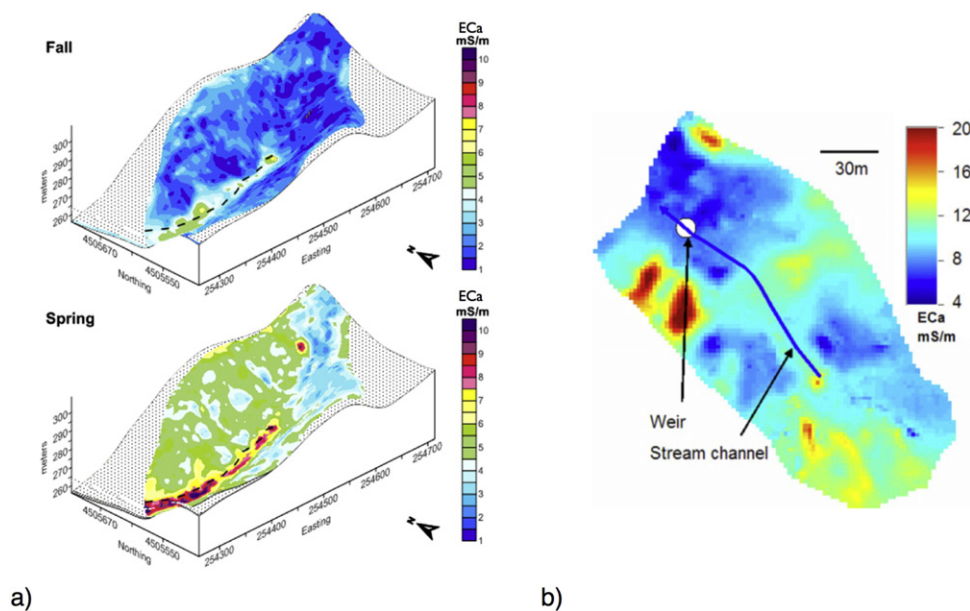 Fall
ECa
mS/m
10
9
8
7
6
5
4
3
2
1
meters
300
290
280
270
260
4505670
4505550
Northing
254300
254400
254500
254600
254700
Easting
N
Spring
ECa
mS/m
10
9
8
7
6
5
4
3
2
1
meters
300
290
280
270
260
4505670
4505550
Northing
254300
254400
254500
254600
254700
Easting
N
a)
30m
20
16
12
8
4
ECa
mS/m
Weir
Stream channel
b)